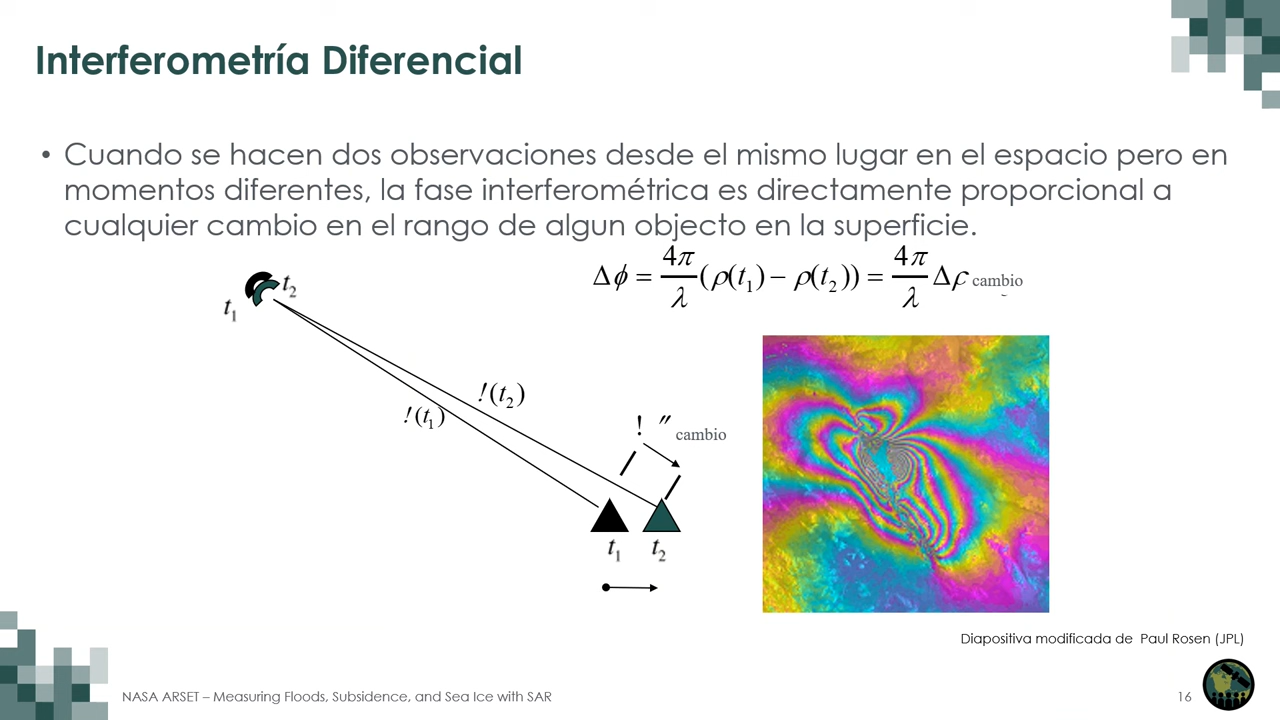 Interferometría Diferencial
• Cuando se hacen dos observaciones desde el mismo lugar en el espacio pero en
momentos diferentes, la fase interferométrica es directamente proporcional a
cualquier cambio en el rango de algun objecto en la superficie.
Δϕ = 4π/λ (ρ(t1) − ρ(t2)) = 4π/λ Δρ cambio
t2
t1
!(t2)
!(t1)
! " cambio
t1 t2
Diapositiva modificada de Paul Rosen (JPL)
NASA ARSET – Measuring Floods, Subsidence, and Sea Ice with SAR
16